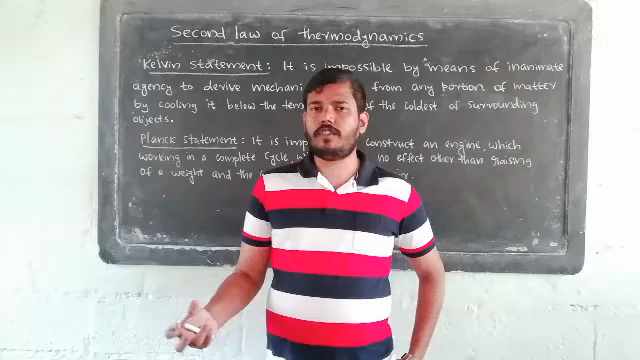 Second law of thermodynamics
Kelvin statement: It is impossible by means of inanimate
agency to derive mechani from any portion of matter
by cooling it below the tem of the coldest of surrounding
objects.
Planck statement: It is imp construct an engine, which
working in a complete cycle, no effect other than raising
of a weight and the